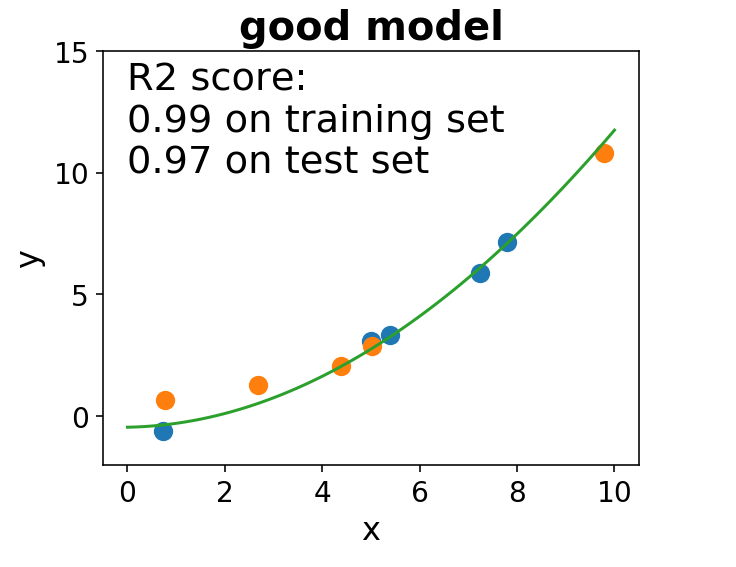 good model
R2 score:
0.99 on training set
0.97 on test set
15
10
5
0
y
0 2 4 6 8 10
x